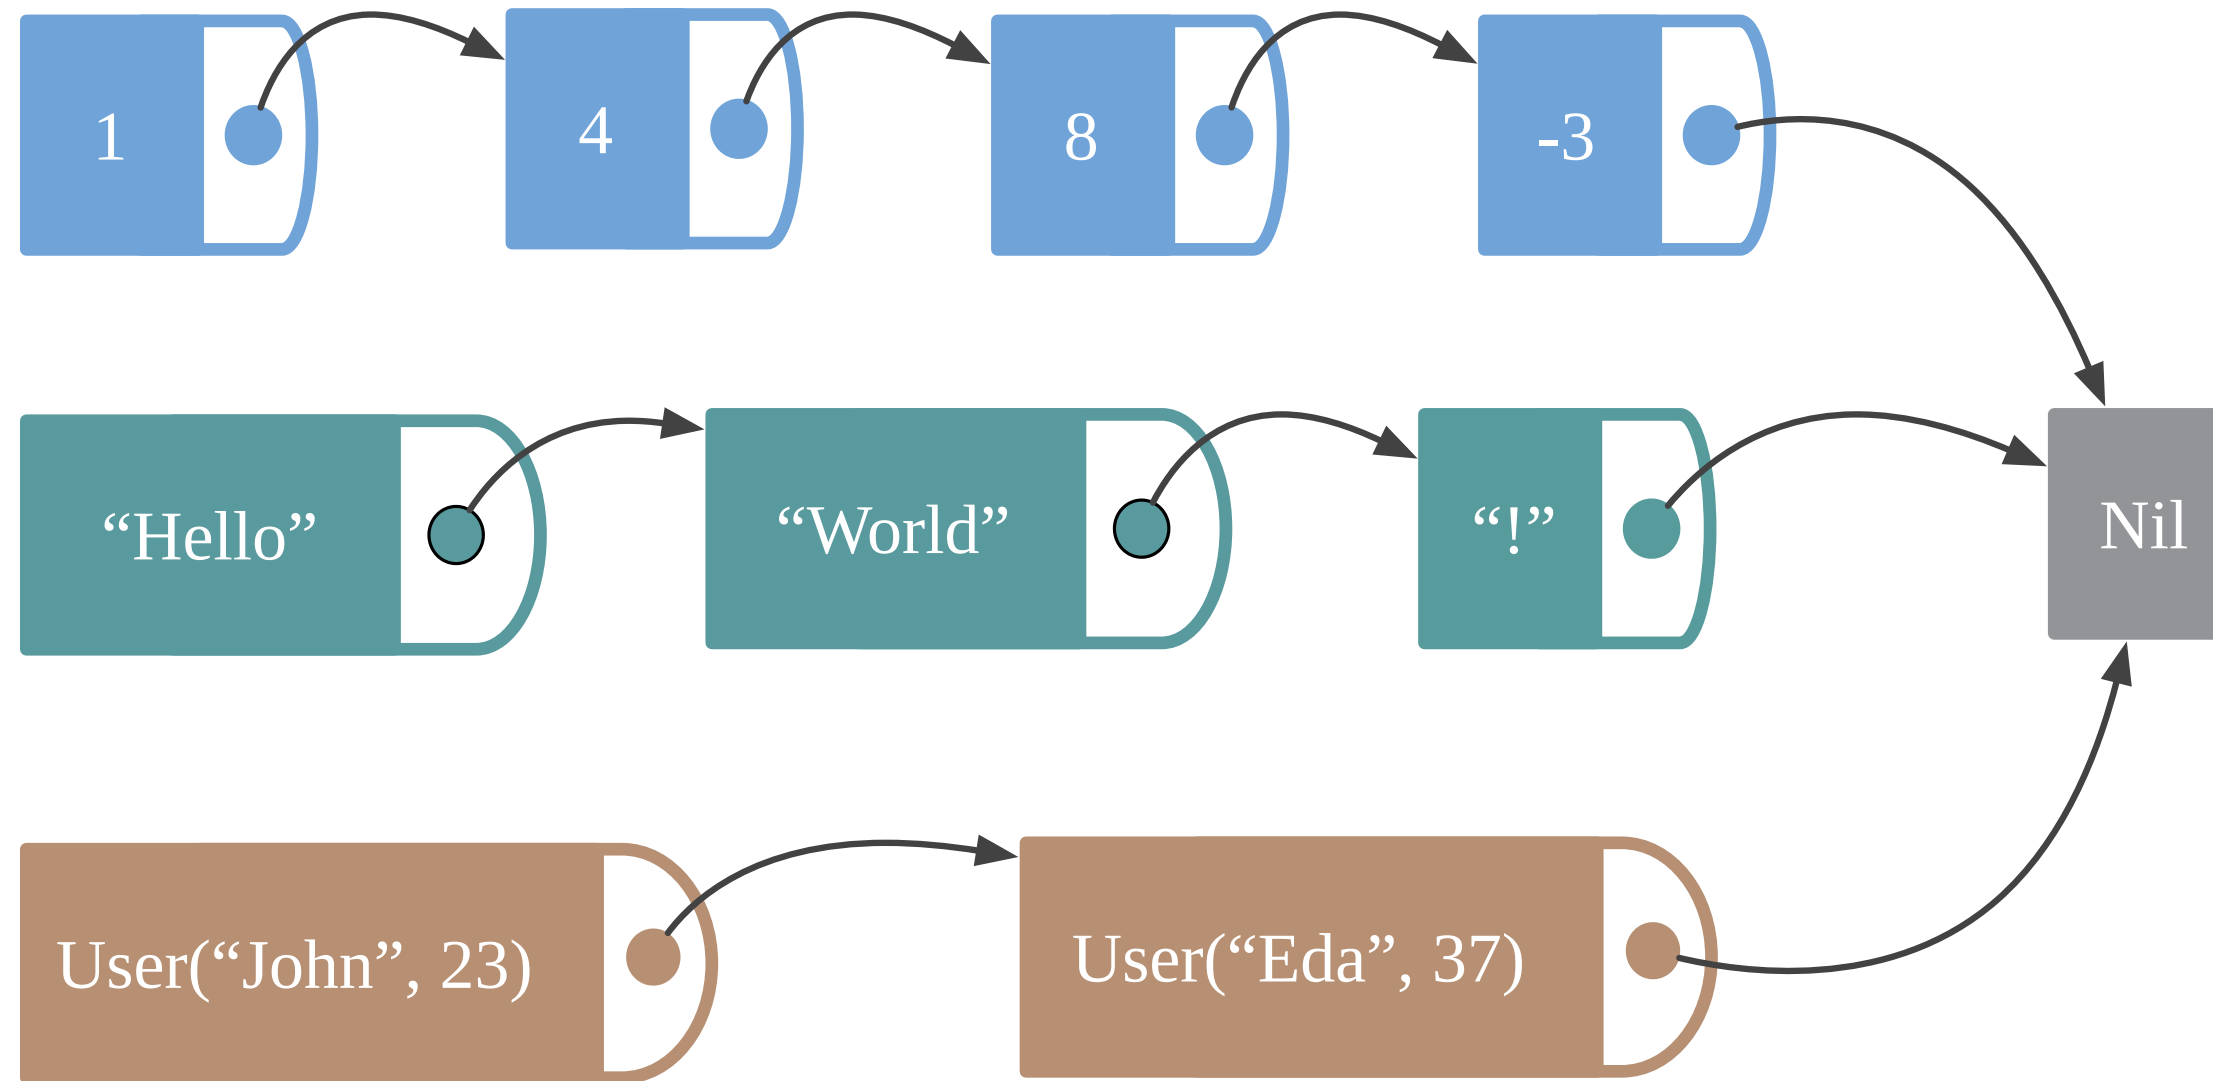 1
4
8
-3
“Hello”
“World”
“!”
Nil
User(“John”, 23)
User(“Eda”, 37)